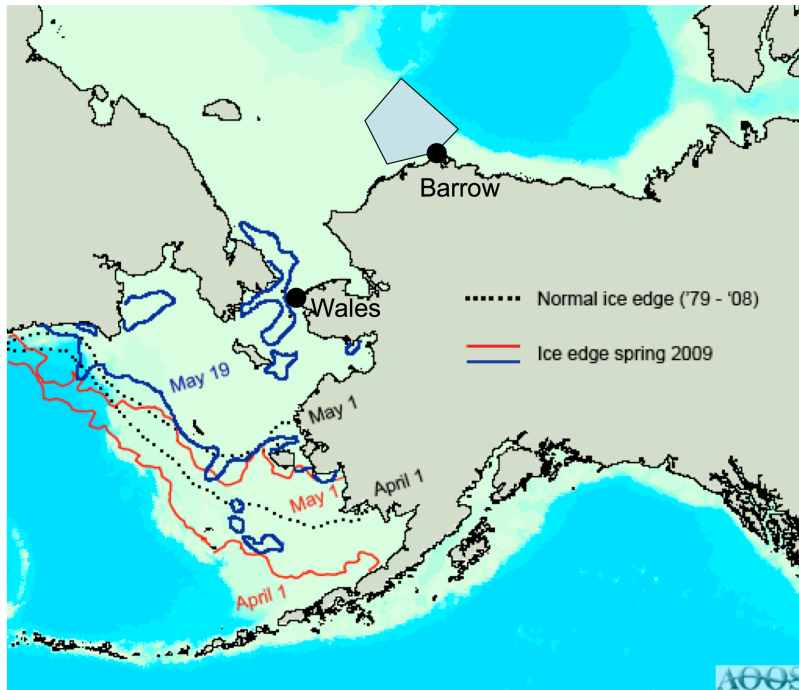 Barrow
Wales
Normal ice edge ('79 - '08)
Ice edge spring 2009
May 19
May 1
May 1
April 1
April 1
AOOS